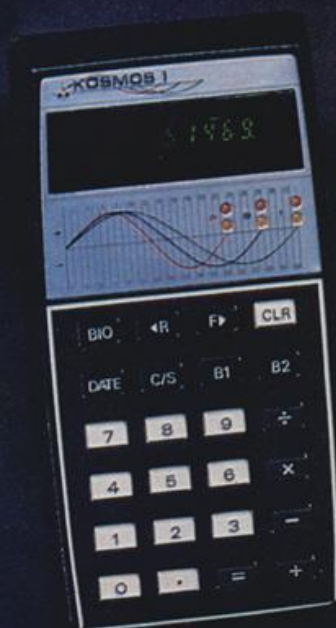 KOSMOS 1
BIO ◄R F► CLR
DATE C/S B1 B2
7 8 9 ÷
4 5 6 ×
1 2 3 −
0 . = +